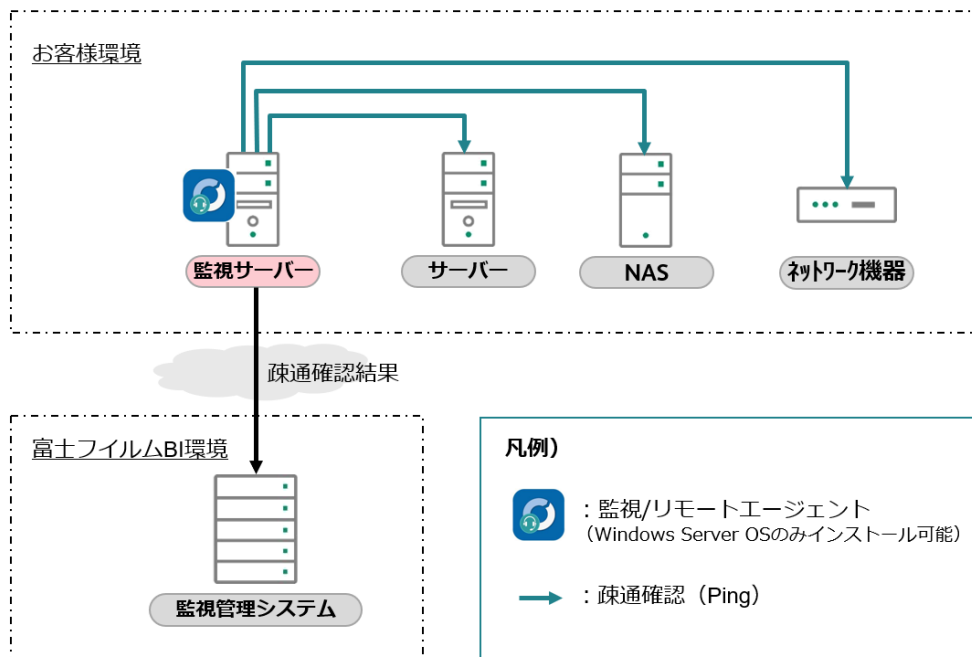 お客様環境
監視サーバー
サーバー
NAS
ネットワーク機器
疎通確認結果
富士フイルムBI環境
監視管理システム
凡例）
：監視/リモートエージェント
（Windows Server OSのみインストール可能）
：疎通確認（Ping）